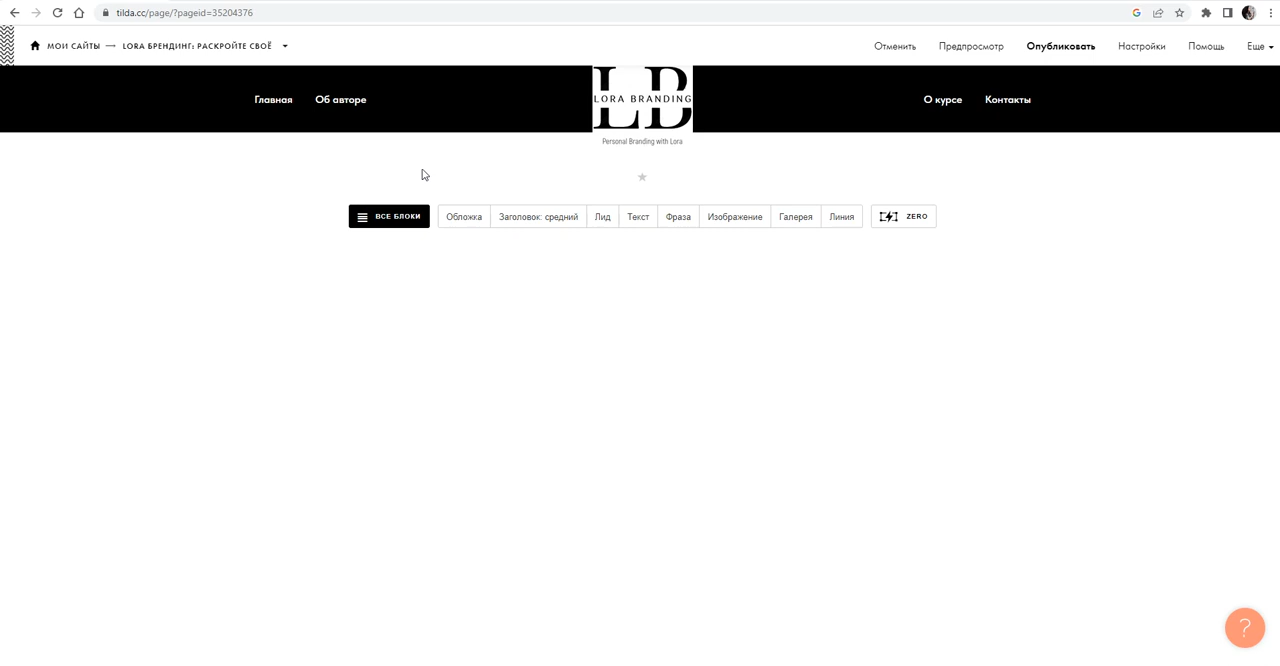 tilda.cc/page/?pageid=35204376
МОИ САЙТЫ — LORA БРЕНДИНГ: РАСКРОЙТЕ СВОЁ
Отменить Предпросмотр Опубликовать Настройки Помощь Еще
Главная Об авторе
LB
LORA BRANDING
О курсе Контакты
Personal Branding with Lora
ВСЕ БЛОКИ Обложка Заголовок: средний Лид Текст Фраза Изображение Галерея Линия ZERO
?